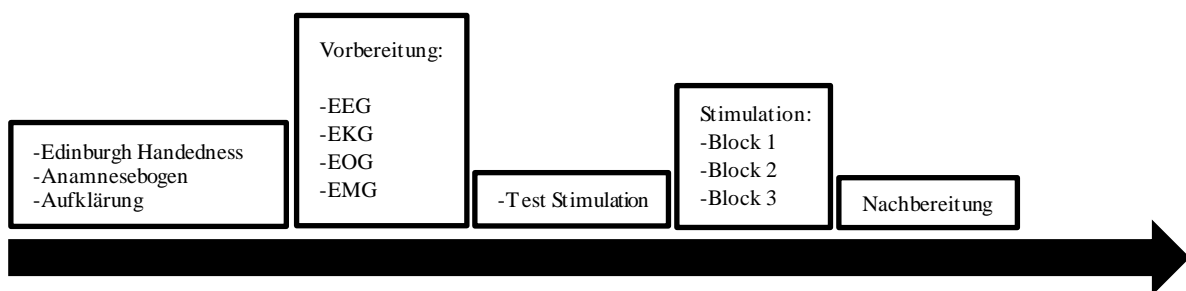 -Edinburgh Handedness
-Anamnesebogen
-Aufklärung
Vorbereitung:
-EEG
-EKG
-EOG
-EMG
-Test Stimulation
Stimulation:
-Block 1
-Block 2
-Block 3
Nachbereitung